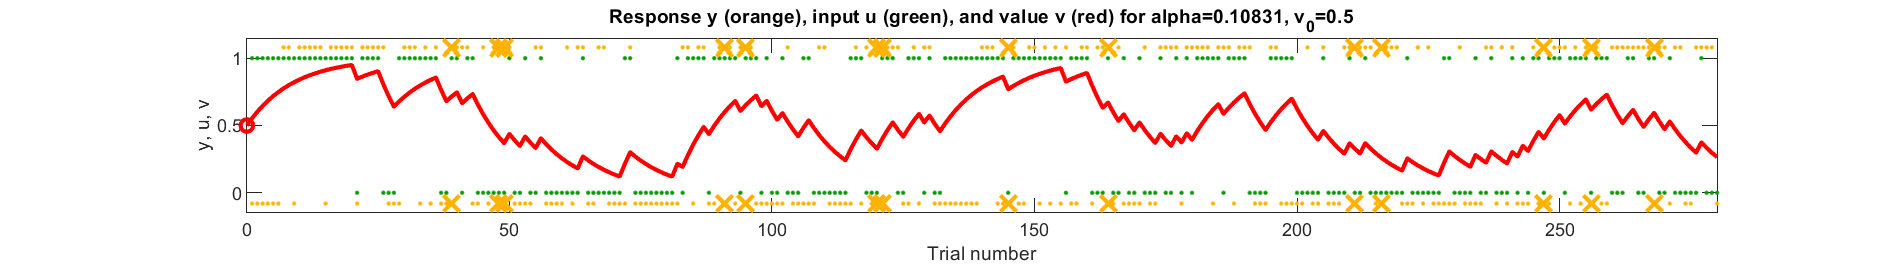 Response y (orange), input u (green), and value v (red) for alpha=0.10831, v₀=0.5
y, u, v
1
0.5
0
0 50 100 150 200 250
Trial number